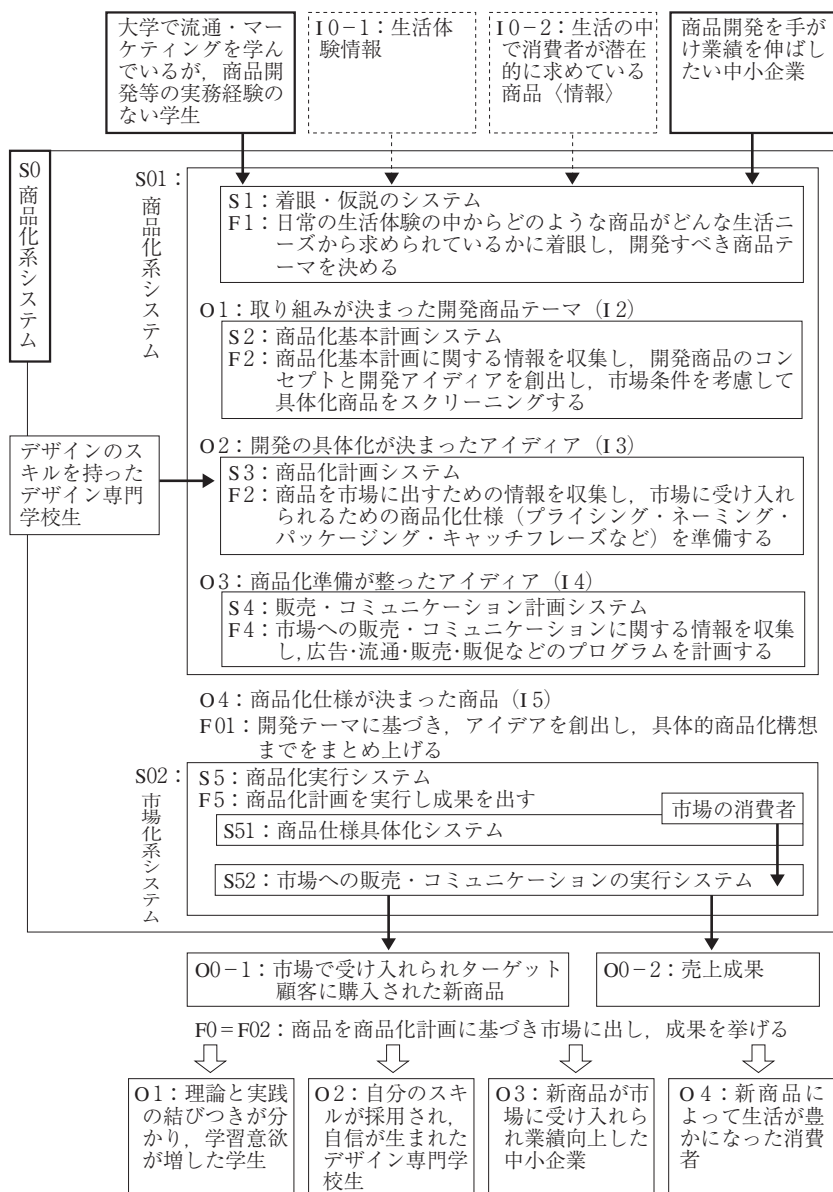 大学で流通・マー
ケティングを学ん
でいるが，商品開
発等の実務経験の
ない学生
I0−1：生活体
験情報
I0−2：生活の中
で消費者が潜在
的に求めている
商品〈情報〉
商品開発を手が
け業績を伸ばし
たい中小企業
S0商品化系システム
S01：
商品化系システム
S1：着眼・仮説のシステム
F1：日常の生活体験の中からどのような商品がどんな生活ニ
ーズから求められているかに着眼し，開発すべき商品テ
ーマを決める
O1：取り組みが決まった開発商品テーマ（I2）
S2：商品化基本計画システム
F2：商品化基本計画に関する情報を収集し，開発商品のコン
セプトと開発アイディアを創出し，市場条件を考慮して
具体化商品をスクリーニングする
O2：開発の具体化が決まったアイディア（I3）
デザインのス
キルを持った
デザイン専門
学校生
S3：商品化計画システム
F2：商品を市場に出すための情報を収集し，市場に受け入れ
られるための商品化仕様（プライシング・ネーミング・
パッケージング・キャッチフレーズなど）を準備する
O3：商品化準備が整ったアイディア（I4）
S4：販売・コミュニケーション計画システム
F4：市場への販売・コミュニケーションに関する情報を収集
し，広告・流通・販売・販促などのプログラムを計画する
O4：商品化仕様が決まった商品（I5）
F01：開発テーマに基づき，アイデアを創出し，具体的商品化構想
までをまとめ上げる
S02：
市場化系システム
S5：商品化実行システム
F5：商品化計画を実行し成果を出す
市場の消費者
S51：商品仕様具体化システム
S52：市場への販売・コミュニケーションの実行システム
O0−1：市場で受け入れられターゲット
顧客に購入された新商品
O0−2：売上成果
F0＝F02：商品を商品化計画に基づき市場に出し，成果を挙げる
O1：理論と実践
の結びつきが分
かり，学習意欲
が増した学生
O2：自分のスキ
ルが採用され，
自信が生まれた
デザイン専門学
校生
O3：新商品が市
場に受け入れら
れ業績向上した
中小企業
O4：新商品に
よって生活が豊
かになった消費
者